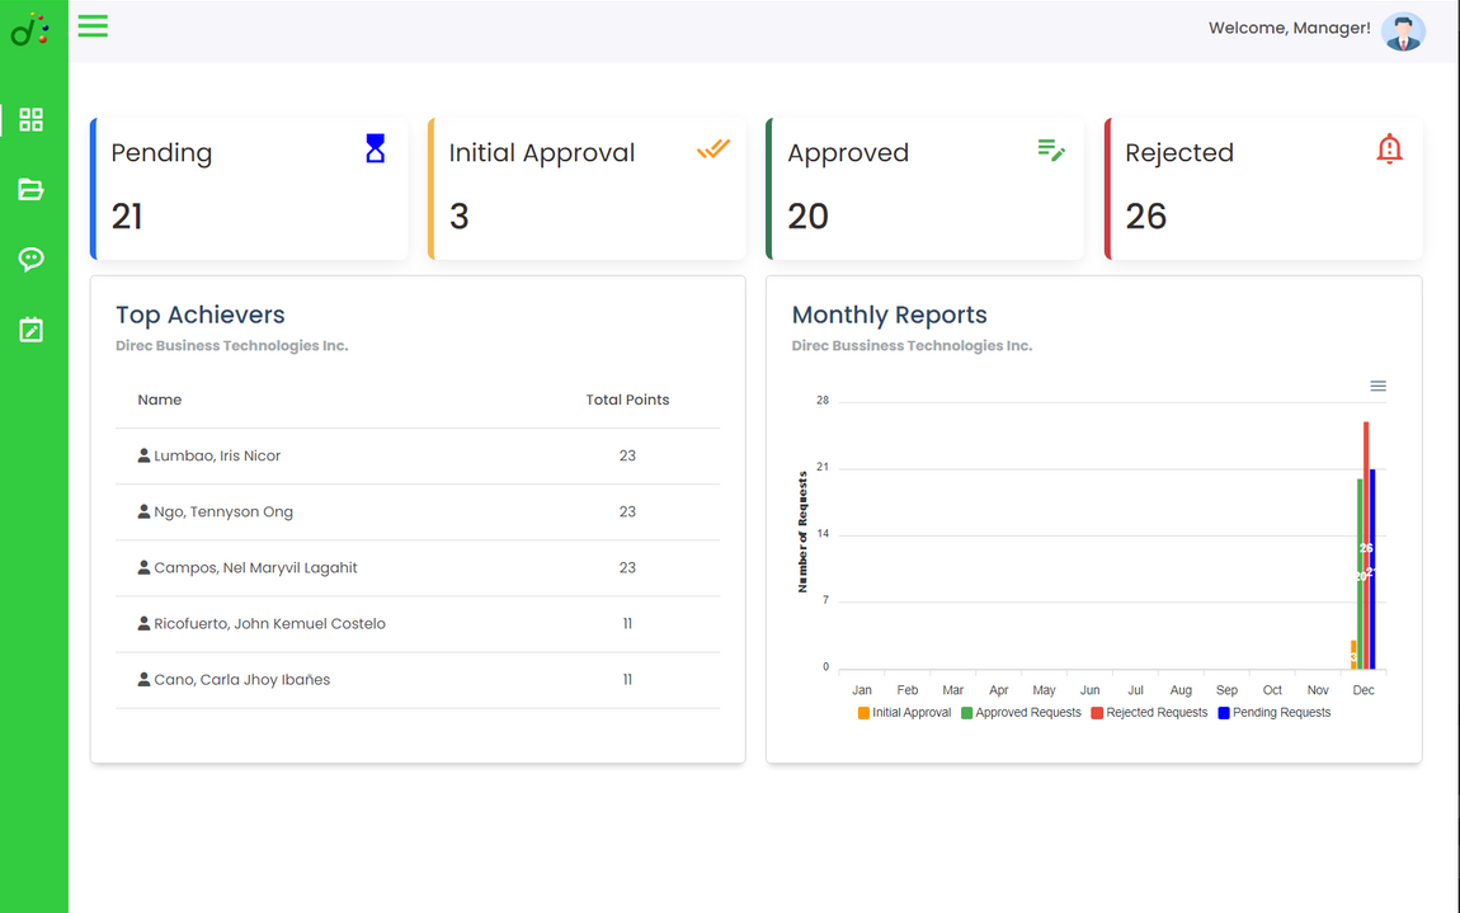 Welcome, Manager!
Pending
21
Initial Approval
3
Approved
20
Rejected
26
Top Achievers
Direc Business Technologies Inc.
Name Total Points
Lumbao, Iris Nicor 23
Ngo, Tennyson Ong 23
Campos, Nel Maryvil Lagahit 23
Ricofuerto, John Kemuel Costelo 11
Cano, Carla Jhoy Ibañes 11
Monthly Reports
Direc Bussiness Technologies Inc.
Number of Requests
28
21
14
7
0
26
20
21
3
Jan Feb Mar Apr May Jun Jul Aug Sep Oct Nov Dec
Initial Approval Approved Requests Rejected Requests Pending Requests